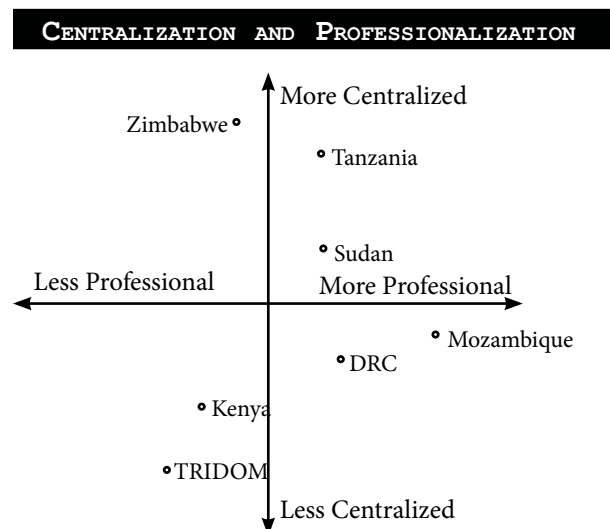 CENTRALIZATION AND PROFESSIONALIZATION
More Centralized
Zimbabwe
Tanzania
Sudan
Less Professional
More Professional
Mozambique
DRC
Kenya
TRIDOM
Less Centralized